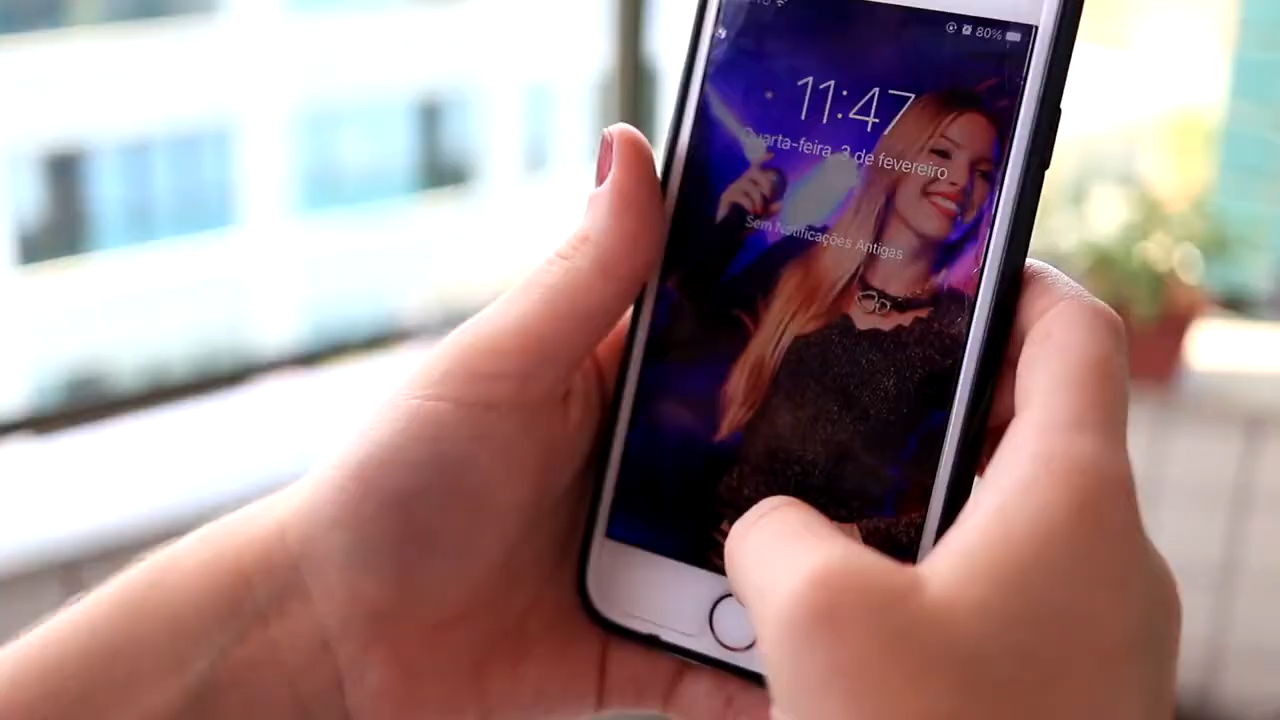 80%
11:47
Quarta-feira, 3 de fevereiro
Sem Notificações Antigas